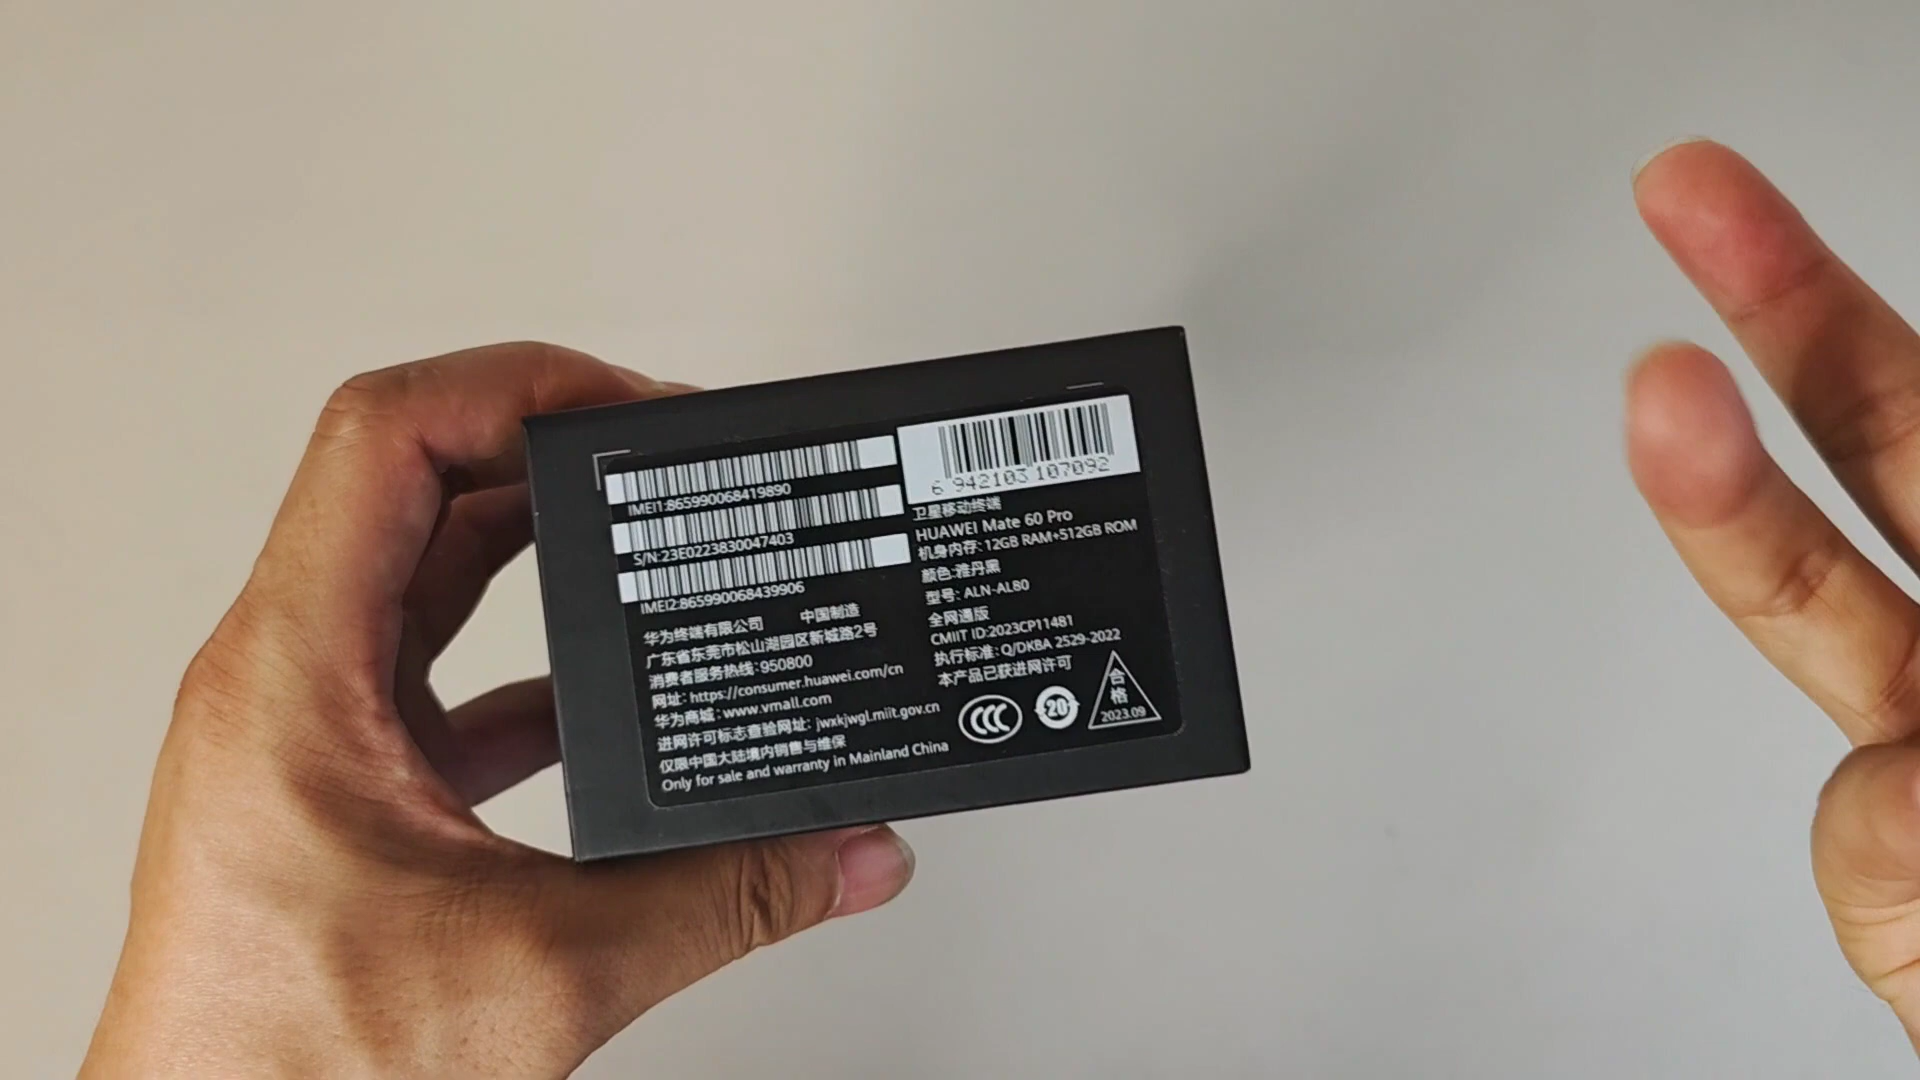 IMEI1:865990068419890
S/N:23E0223830047403
IMEI2:865990068439906
华为终端有限公司 中国制造
广东省东莞市松山湖园区新城路2号
消费者服务热线:950800
网址: https://consumer.huawei.com/cn
华为商城: www.vmall.com
进网许可标志查验网址: jwxkjwgl.miit.gov.cn
仅限中国大陆境内销售与维保
Only for sale and warranty in Mainland China
6 942103 107092
卫星移动终端
HUAWEI Mate 60 Pro
机身内存: 12GB RAM+512GB ROM
颜色:雅丹黑
型号: ALN-AL80
全网通版
CMIIT ID:2023CP11481
执行标准: Q/DKBA 2529-2022
本产品已获进网许可
CCC
20
合
格
2023.09